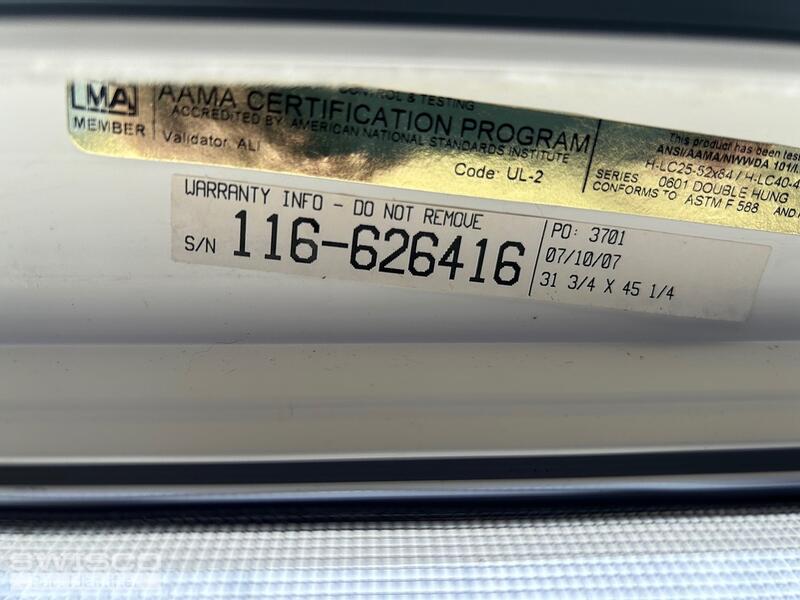 CONTROL & TESTING
MA
MEMBER
AAMA CERTIFICATION PROGRAM
ACCREDITED BY AMERICAN NATIONAL STANDARDS INSTITUTE
Validator: ALI
Code: UL-2
This product has been
ANSI/AAMA/NWWDA 101/I.
H-LC25-52x84 / H-LC40-4
SERIES 0601 DOUBLE HUNG
CONFORMS TO ASTM F 588 AND
WARRANTY INFO - DO NOT REMOVE
S/N 116-626416
PO: 3701
07/10/07
31 3/4 X 45 1/4
SWISCO